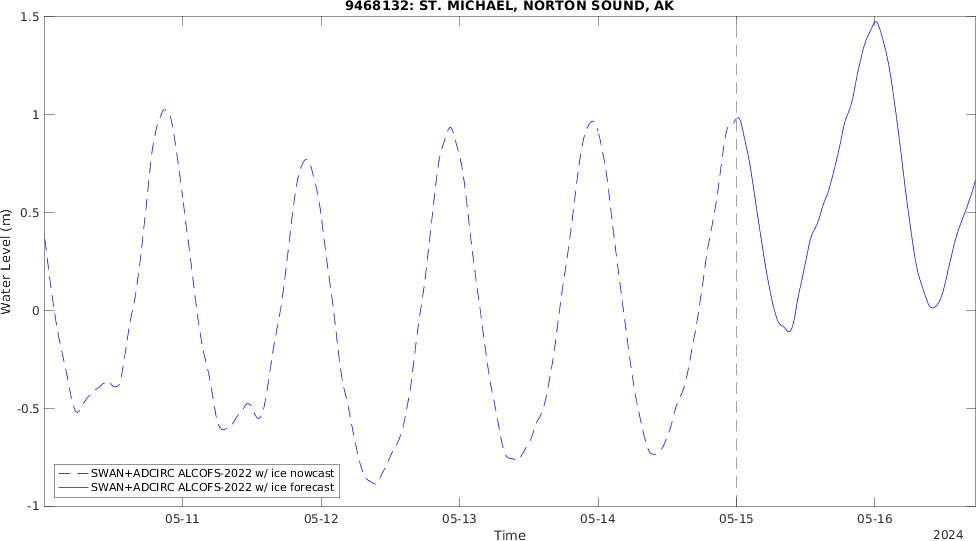 9468132: ST. MICHAEL, NORTON SOUND, AK
1.5
1
0.5
0
-0.5
-1
Water Level (m)
SWAN+ADCIRC ALCOFS-2022 w/ ice nowcast
SWAN+ADCIRC ALCOFS-2022 w/ ice forecast
05-11 05-12 05-13 05-14 05-15 05-16
Time
2024